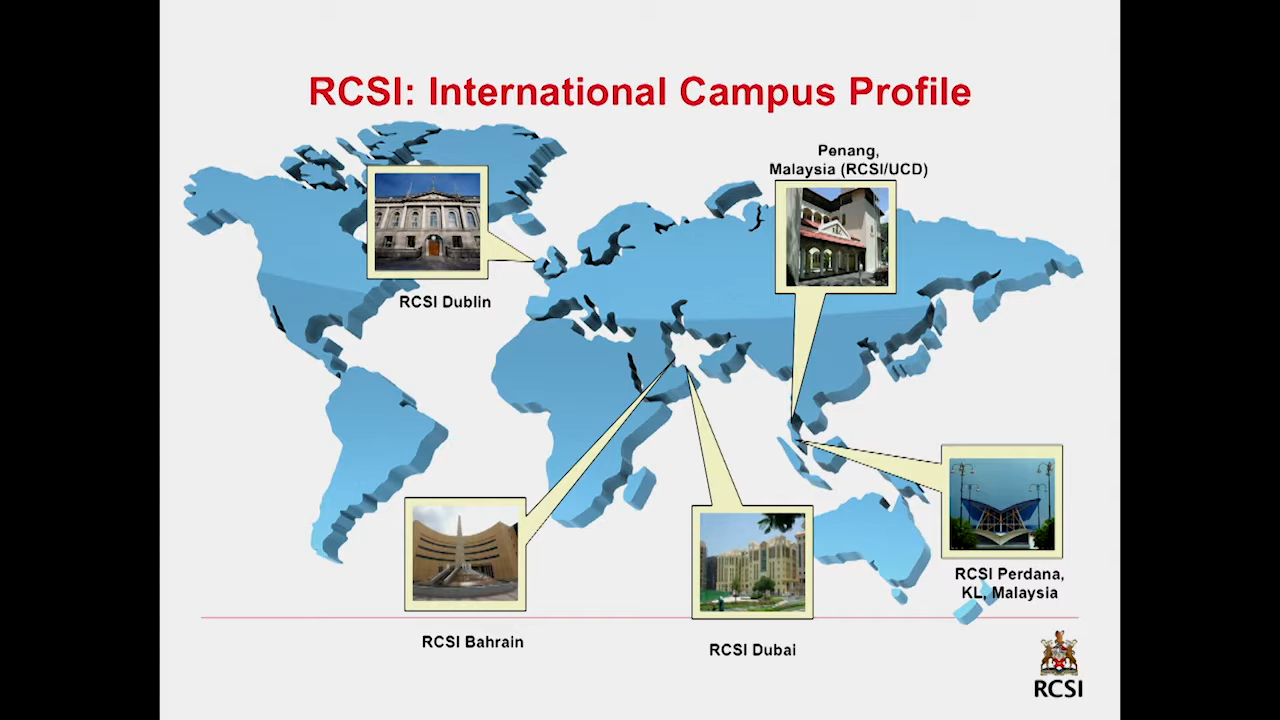 RCSI: International Campus Profile
Penang,
Malaysia (RCSI/UCD)
RCSI Dublin
RCSI Perdana,
KL, Malaysia
RCSI Bahrain
RCSI Dubai
RCSI